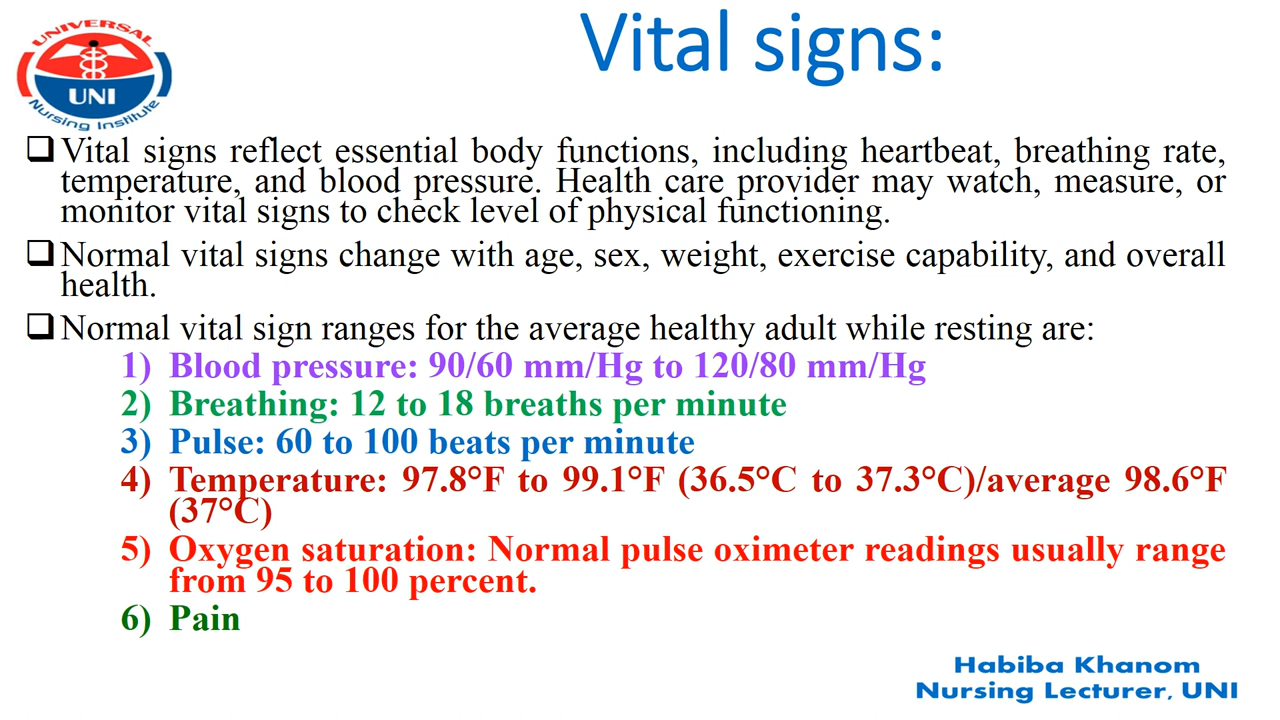 UNIVERSAL
UNI
Nursing Institute
Vital signs:
Vital signs reflect essential body functions, including heartbeat, breathing rate,
temperature, and blood pressure. Health care provider may watch, measure, or
monitor vital signs to check level of physical functioning.
Normal vital signs change with age, sex, weight, exercise capability, and overall
health.
Normal vital sign ranges for the average healthy adult while resting are:
1) Blood pressure: 90/60 mm/Hg to 120/80 mm/Hg
2) Breathing: 12 to 18 breaths per minute
3) Pulse: 60 to 100 beats per minute
4) Temperature: 97.8°F to 99.1°F (36.5°C to 37.3°C)/average 98.6°F
(37°C)
5) Oxygen saturation: Normal pulse oximeter readings usually range
from 95 to 100 percent.
6) Pain
Habiba Khanom
Nursing Lecturer, UNI